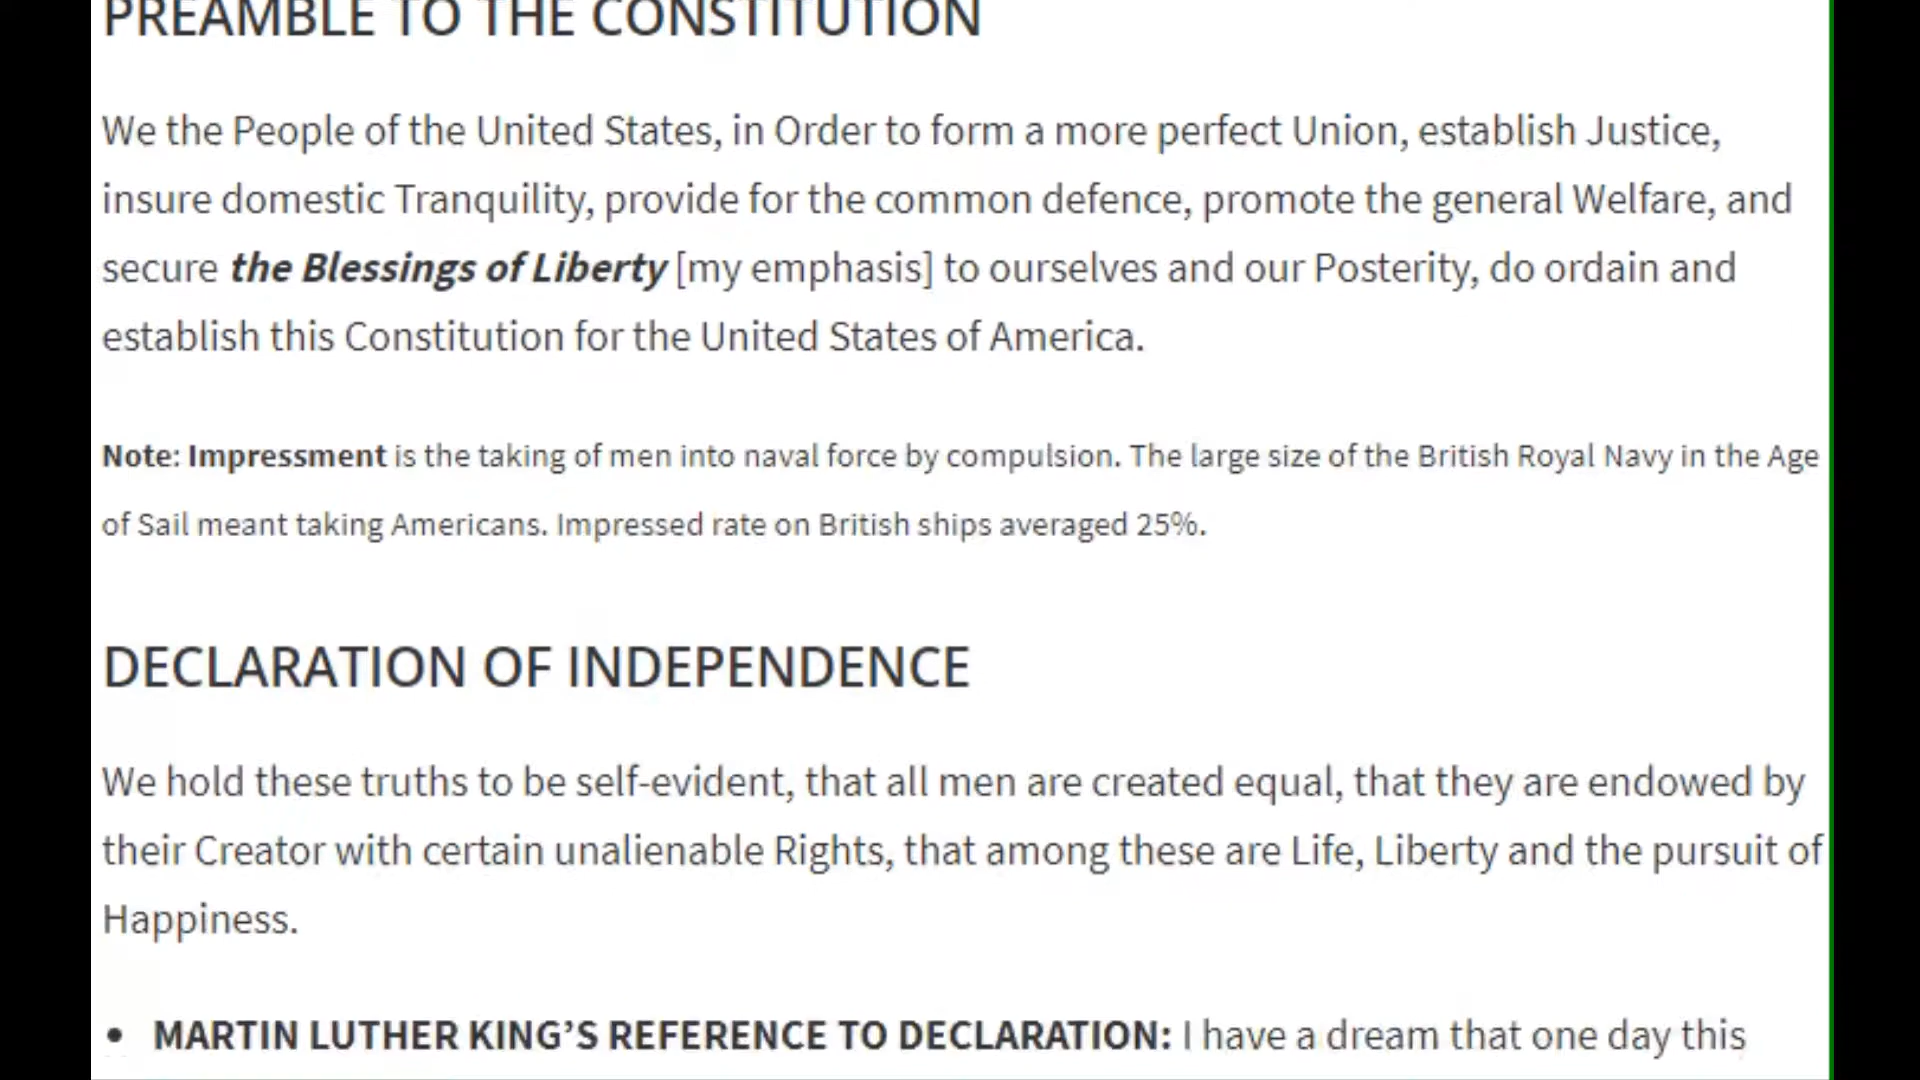 PREAMBLE TO THE CONSTITUTION
We the People of the United States, in Order to form a more perfect Union, establish Justice,
insure domestic Tranquility, provide for the common defence, promote the general Welfare, and
secure the Blessings of Liberty [my emphasis] to ourselves and our Posterity, do ordain and
establish this Constitution for the United States of America.
Note: Impressment is the taking of men into naval force by compulsion. The large size of the British Royal Navy in the Age
of Sail meant taking Americans. Impressed rate on British ships averaged 25%.
DECLARATION OF INDEPENDENCE
We hold these truths to be self-evident, that all men are created equal, that they are endowed by
their Creator with certain unalienable Rights, that among these are Life, Liberty and the pursuit of
Happiness.
• MARTIN LUTHER KING’S REFERENCE TO DECLARATION: I have a dream that one day this